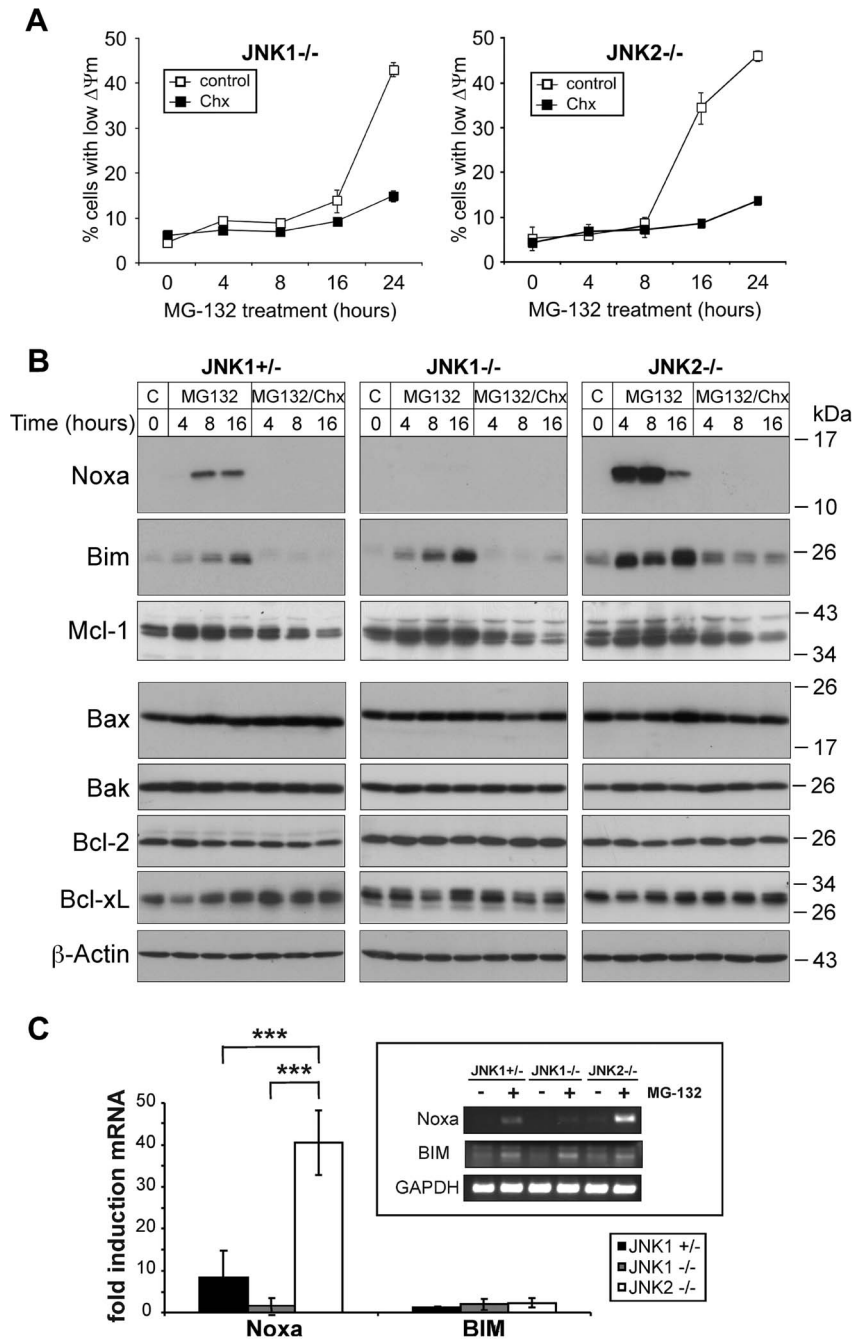 A
JNK1-/-
JNK2-/-
% cells with low ΔΨm
50
40
30
20
10
0
control
Chx
0 4 8 16 24
MG-132 treatment (hours)
% cells with low ΔΨm
50
40
30
20
10
0
control
Chx
0 4 8 16 24
MG-132 treatment (hours)
B
JNK1+/- JNK1-/- JNK2-/-
C MG132 MG132/Chx C MG132 MG132/Chx C MG132 MG132/Chx
kDa
Time (hours) 0 4 8 16 4 8 16 0 4 8 16 4 8 16 0 4 8 16 4 8 16
17
Noxa
10
Bim 26
43
Mcl-1
34
26
Bax
17
Bak 26
Bcl-2 26
34
Bcl-xL
26
β-Actin 43
C
fold induction mRNA
50
40
30
20
10
0
***
***
Noxa BIM
JNK1+/- JNK1-/- JNK2-/-
- + - + - + MG-132
Noxa
BIM
GAPDH
JNK1 +/-
JNK1 -/-
JNK2 -/-